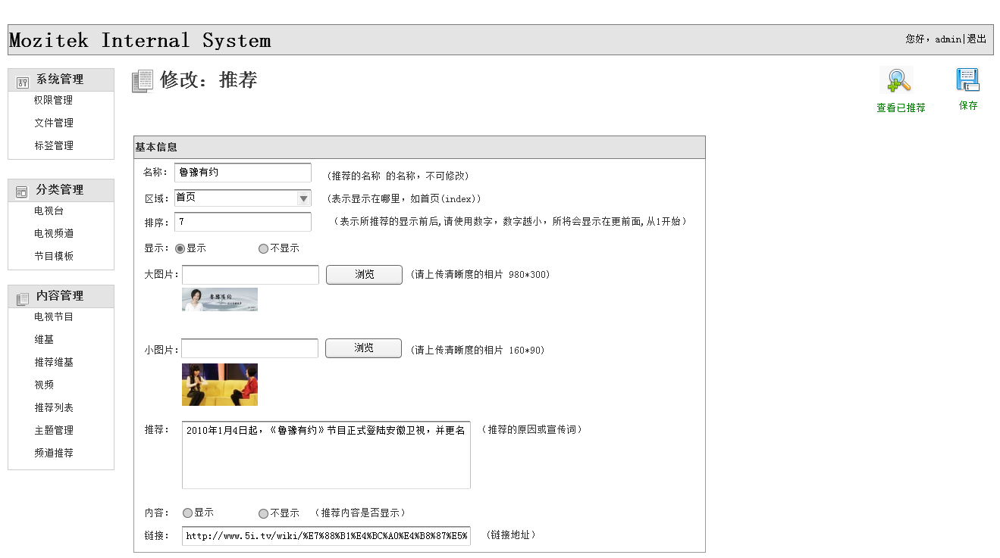 Mozitek Internal System
您好，admin|退出
系统管理
权限管理
文件管理
标签管理
分类管理
电视台
电视频道
节目模板
内容管理
电视节目
维基
推荐维基
视频
推荐列表
主题管理
频道推荐
修改：推荐
查看已推荐
保存
基本信息
名称： 鲁豫有约 (推荐的名称 的名称，不可修改)
区域： 首页 (表示显示在哪里，如首页(index))
排序： 7 （表示所推荐的显示前后,请使用数字，数字越小，所将会显示在更前面,从1开始）
显示： 显示 不显示
大图片： 浏览 (请上传清晰度的相片 980*300)
鲁豫有约
小图片： 浏览 (请上传清晰度的相片 160*90)
推荐： 2010年1月4日起，《鲁豫有约》节目正式登陆安徽卫视，并更名 （推荐的原因或宣传词）
内容： 显示 不显示 （推荐内容是否显示）
链接： http://www.5i.tv/wiki/%E7%88%B1%E4%BC%A0%E4%B8%87%E5% （链接地址）